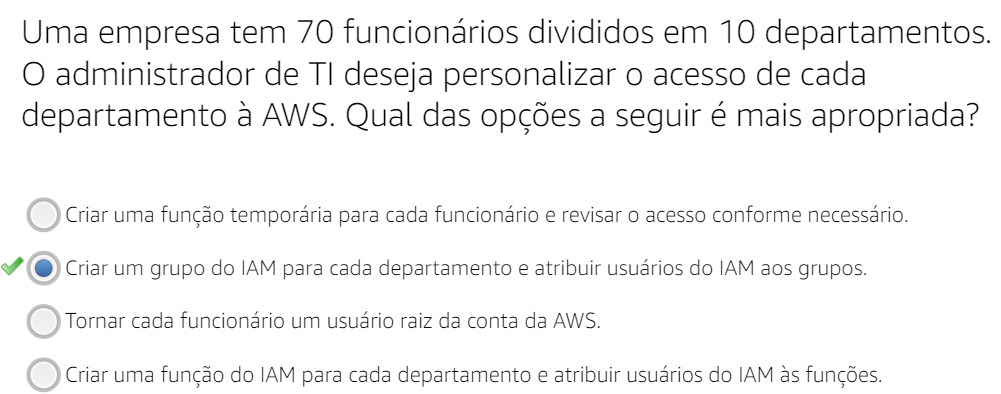 Uma empresa tem 70 funcionários divididos em 10 departamentos.
O administrador de TI deseja personalizar o acesso de cada
departamento à AWS. Qual das opções a seguir é mais apropriada?
Criar uma função temporária para cada funcionário e revisar o acesso conforme necessário.
Criar um grupo do IAM para cada departamento e atribuir usuários do IAM aos grupos.
Tornar cada funcionário um usuário raiz da conta da AWS.
Criar uma função do IAM para cada departamento e atribuir usuários do IAM às funções.